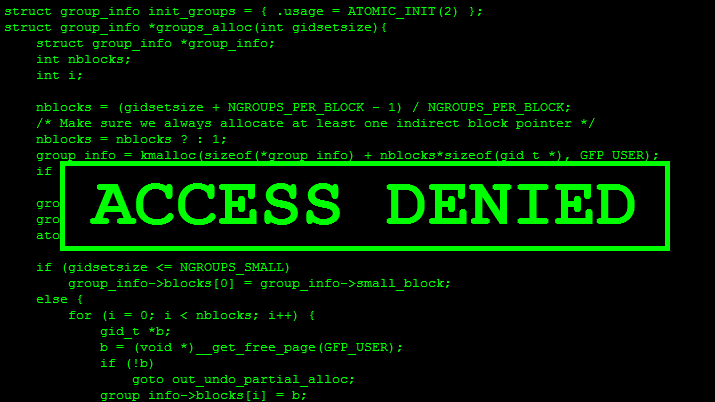 struct group_info init_groups = { .usage = ATOMIC_INIT(2) };
struct group_info *groups_alloc(int gidsetsize){
struct group_info *group_info;
int nblocks;
int i;
nblocks = (gidsetsize + NGROUPS_PER_BLOCK - 1) / NGROUPS_PER_BLOCK;
/* Make sure we always allocate at least one indirect block pointer */
nblocks = nblocks ? : 1;
group_info = kmalloc(sizeof(*group_info) + nblocks*sizeof(gid_t *), GFP_USER);
if
ACCESS DENIED
if (gidsetsize <= NGROUPS_SMALL)
group_info->blocks[0] = group_info->small_block;
else {
for (i = 0; i < nblocks; i++) {
gid_t *b;
b = (void *)__get_free_page(GFP_USER);
if (!b)
goto out_undo_partial_alloc;
group_info->blocks[i] = b;